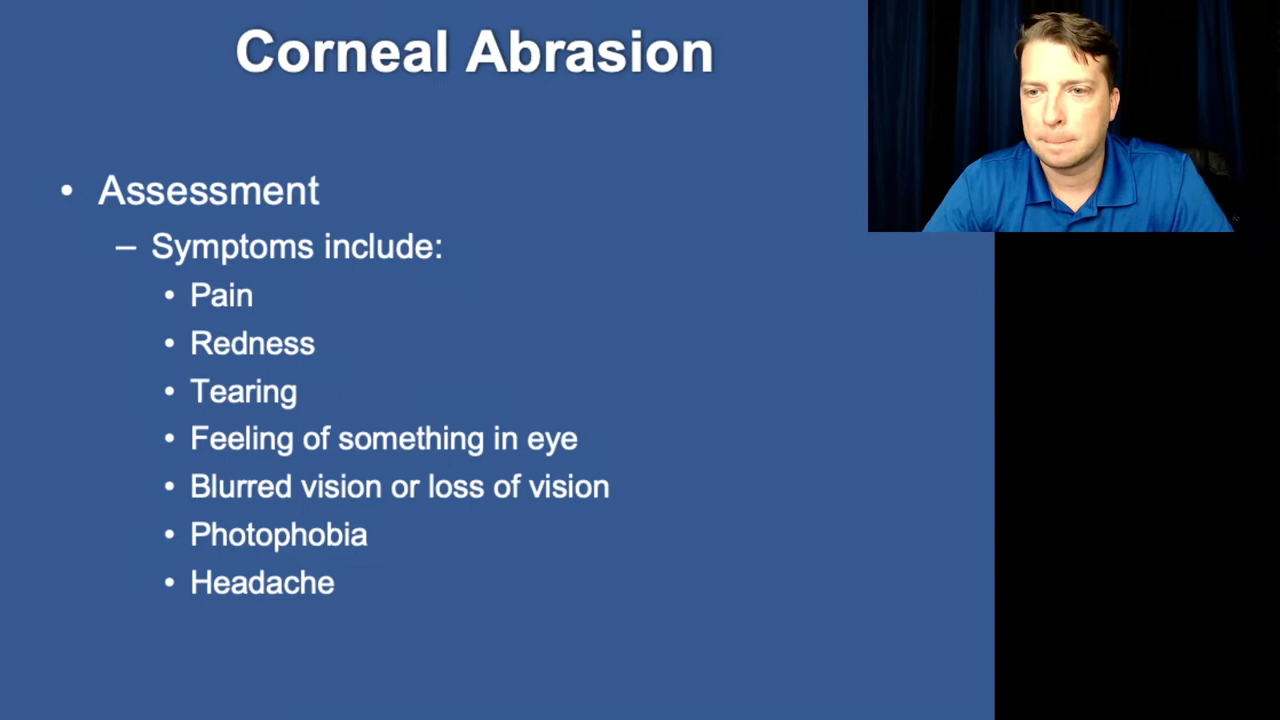 Corneal Abrasion
• Assessment
– Symptoms include:
• Pain
• Redness
• Tearing
• Feeling of something in eye
• Blurred vision or loss of vision
• Photophobia
• Headache